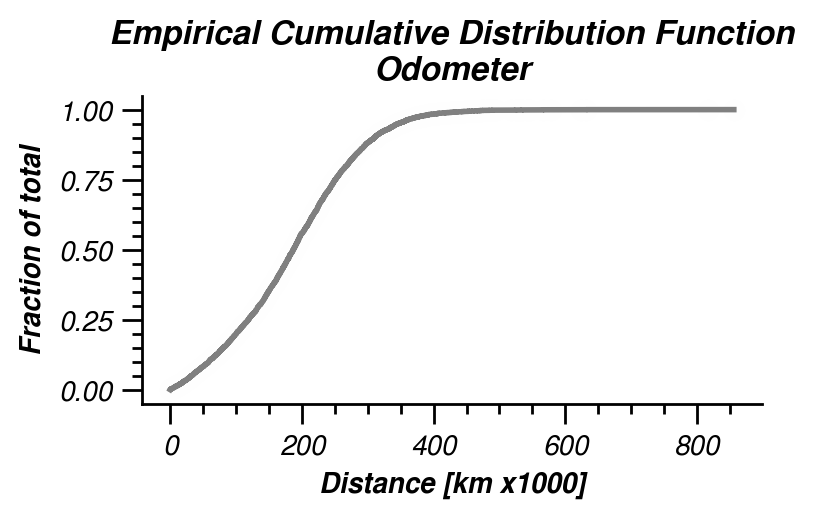 Empirical Cumulative Distribution Function
Odometer
Fraction of total
1.00
0.75
0.50
0.25
0.00
0 200 400 600 800
Distance [km x1000]